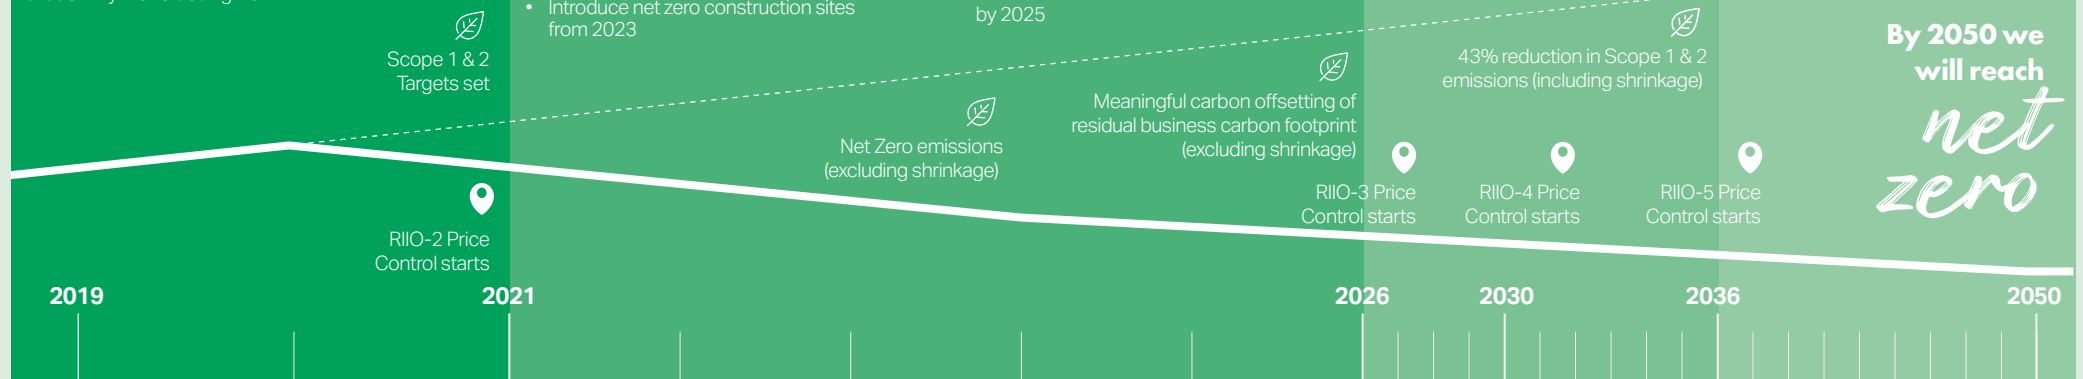 • Introduce net zero construction sites
from 2023
by 2025
Scope 1 & 2
Targets set
Net Zero emissions
(excluding shrinkage)
Meaningful carbon offsetting of
residual business carbon footprint
(excluding shrinkage)
43% reduction in Scope 1 & 2
emissions (including shrinkage)
By 2050 we
will reach
net
zero
RIIO-2 Price
Control starts
RIIO-3 Price
Control starts
RIIO-4 Price
Control starts
RIIO-5 Price
Control starts
2019
2021
2026
2030
2036
2050